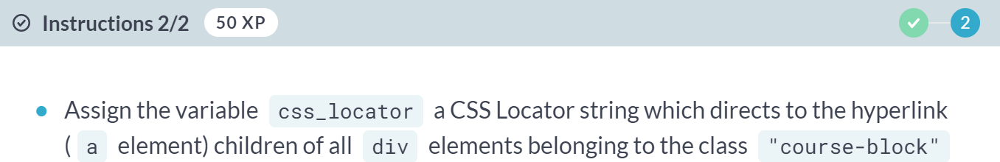 Instructions 2/2 50 XP 2
Assign the variable css_locator a CSS Locator string which directs to the hyperlink
( a element) children of all div elements belonging to the class "course-block"